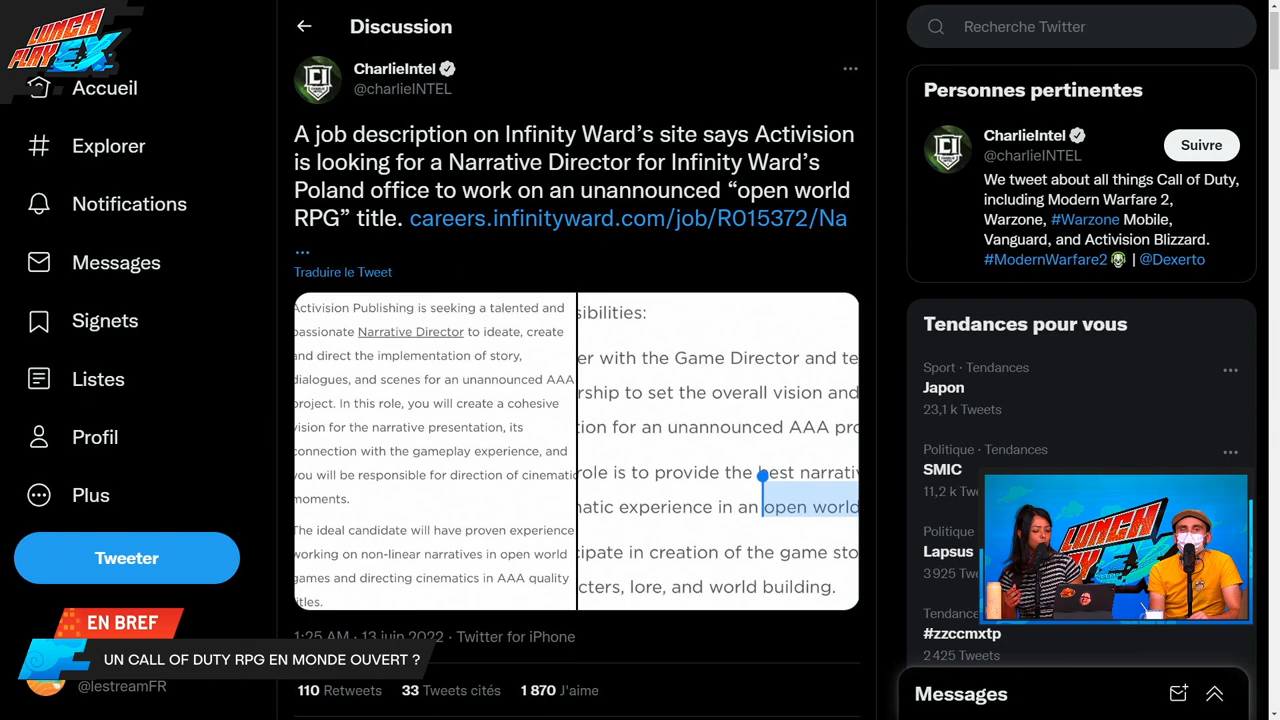 LUNCH
PLAY
EX
Accueil
Explorer
Notifications
Messages
Signets
Listes
Profil
Plus
Tweeter
EN BREF
UN CALL OF DUTY RPG EN MONDE OUVERT ?
@lestreamFR
Discussion
CharlieIntel
@charlieINTEL
A job description on Infinity Ward’s site says Activision
is looking for a Narrative Director for Infinity Ward’s
Poland office to work on an unannounced “open world
RPG” title. careers.infinityward.com/job/R015372/Na
...
Traduire le Tweet
Activision Publishing is seeking a talented and
passionate Narrative Director to ideate, create
and direct the implementation of story,
dialogues, and scenes for an unannounced AAA
project. In this role, you will create a cohesive
vision for the narrative presentation, its
connection with the gameplay experience, and
you will be responsible for direction of cinematic
moments.
The ideal candidate will have proven experience
working on non-linear narratives in open world
games and directing cinematics in AAA quality
titles.
sibilities:
er with the Game Director and te
rship to set the overall vision and
tion for an unannounced AAA pro
role is to provide the best narrativ
matic experience in an open world
cipate in creation of the game sto
cters, lore, and world building.
1:25 AM · 13 juin 2022 · Twitter for iPhone
110 Retweets 33 Tweets cités 1 870 J'aime
Recherche Twitter
Personnes pertinentes
CharlieIntel
@charlieINTEL
Suivre
We tweet about all things Call of Duty,
including Modern Warfare 2,
Warzone, #Warzone Mobile,
Vanguard, and Activision Blizzard.
#ModernWarfare2 | @Dexerto
Tendances pour vous
Sport · Tendances
Japon
23,1 k Tweets
Politique · Tendances
SMIC
11,2 k Twe
Politique
Lapsus
3 925 Twee
Tendance
#zzccmxtp
2 425 Tweets
LUNCH
PLAY
Messages